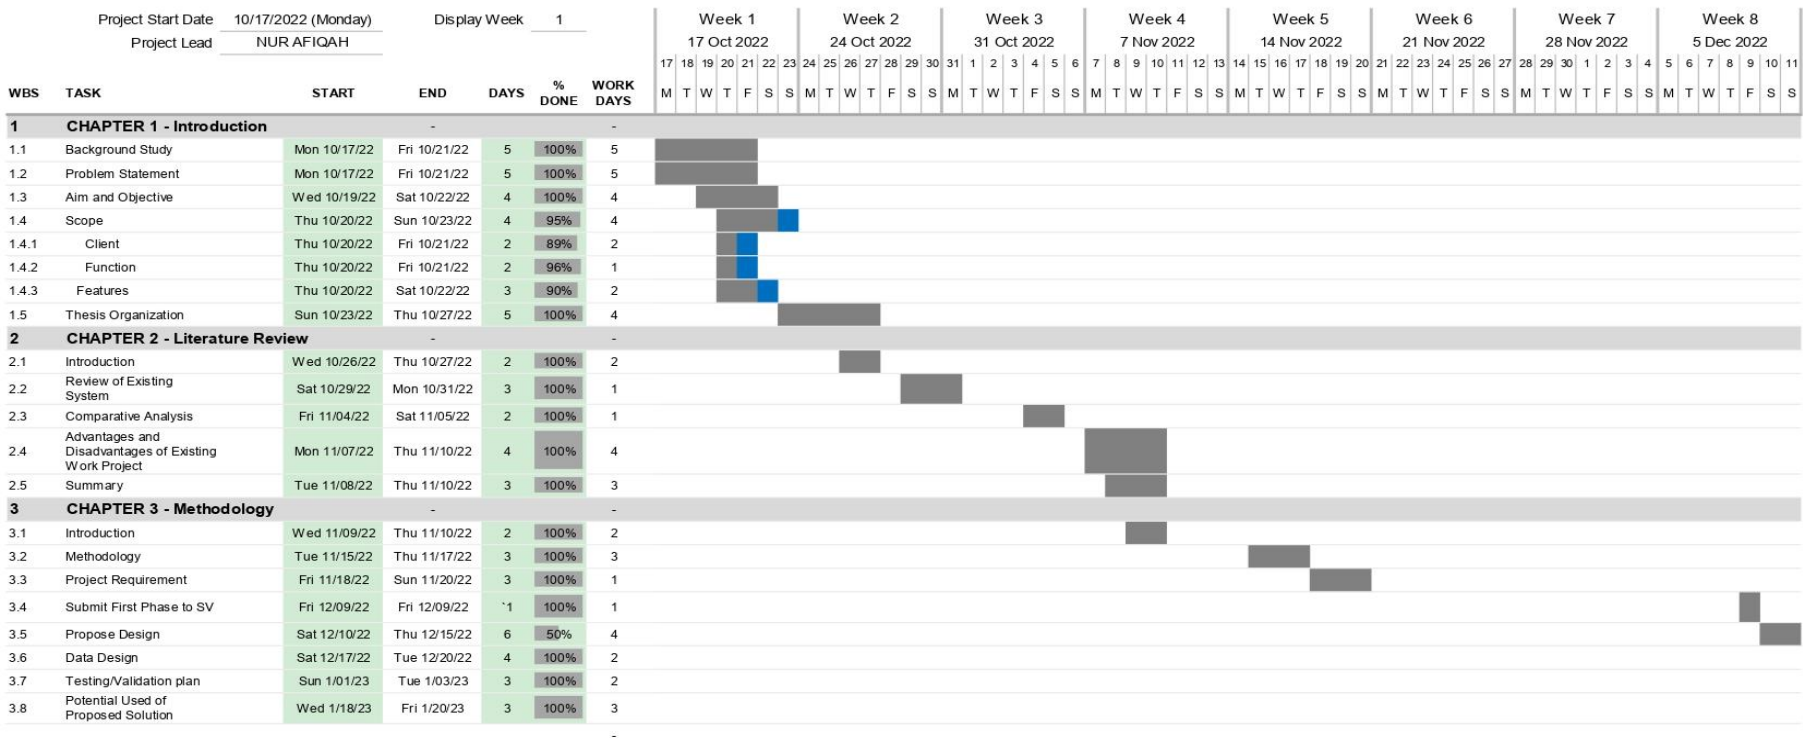 Project Start Date 10/17/2022 (Monday) Display Week 1 Week 1 Week 2 Week 3 Week 4 Week 5 Week 6 Week 7 Week 8
Project Lead NUR AFIQAH 17 Oct 2022 24 Oct 2022 31 Oct 2022 7 Nov 2022 14 Nov 2022 21 Nov 2022 28 Nov 2022 5 Dec 2022
17 18 19 20 21 22 23 24 25 26 27 28 29 30 31 1 2 3 4 5 6 7 8 9 10 11 12 13 14 15 16 17 18 19 20 21 22 23 24 25 26 27 28 29 30 1 2 3 4 5 6 7 8 9 10 11
WBS TASK START END DAYS % DONE WORK DAYS M T W T F S S M T W T F S S M T W T F S S M T W T F S S M T W T F S S M T W T F S S M T W T F S S M T W T F S S
1 CHAPTER 1 - Introduction - -
1.1 Background Study Mon 10/17/22 Fri 10/21/22 5 100% 5
1.2 Problem Statement Mon 10/17/22 Fri 10/21/22 5 100% 5
1.3 Aim and Objective Wed 10/19/22 Sat 10/22/22 4 100% 4
1.4 Scope Thu 10/20/22 Sun 10/23/22 4 95% 4
1.4.1 Client Thu 10/20/22 Fri 10/21/22 2 89% 2
1.4.2 Function Thu 10/20/22 Fri 10/21/22 2 96% 1
1.4.3 Features Thu 10/20/22 Sat 10/22/22 3 90% 2
1.5 Thesis Organization Sun 10/23/22 Thu 10/27/22 5 100% 4
2 CHAPTER 2 - Literature Review - -
2.1 Introduction Wed 10/26/22 Thu 10/27/22 2 100% 2
2.2 Review of Existing System Sat 10/29/22 Mon 10/31/22 3 100% 1
2.3 Comparative Analysis Fri 11/04/22 Sat 11/05/22 2 100% 1
2.4 Advantages and Disadvantages of Existing Work Project Mon 11/07/22 Thu 11/10/22 4 100% 4
2.5 Summary Tue 11/08/22 Thu 11/10/22 3 100% 3
3 CHAPTER 3 - Methodology - -
3.1 Introduction Wed 11/09/22 Thu 11/10/22 2 100% 2
3.2 Methodology Tue 11/15/22 Thu 11/17/22 3 100% 3
3.3 Project Requirement Fri 11/18/22 Sun 11/20/22 3 100% 1
3.4 Submit First Phase to SV Fri 12/09/22 Fri 12/09/22 `1 100% 1
3.5 Propose Design Sat 12/10/22 Thu 12/15/22 6 50% 4
3.6 Data Design Sat 12/17/22 Tue 12/20/22 4 100% 2
3.7 Testing/Validation plan Sun 1/01/23 Tue 1/03/23 3 100% 2
3.8 Potential Used of Proposed Solution Wed 1/18/23 Fri 1/20/23 3 100% 3
-